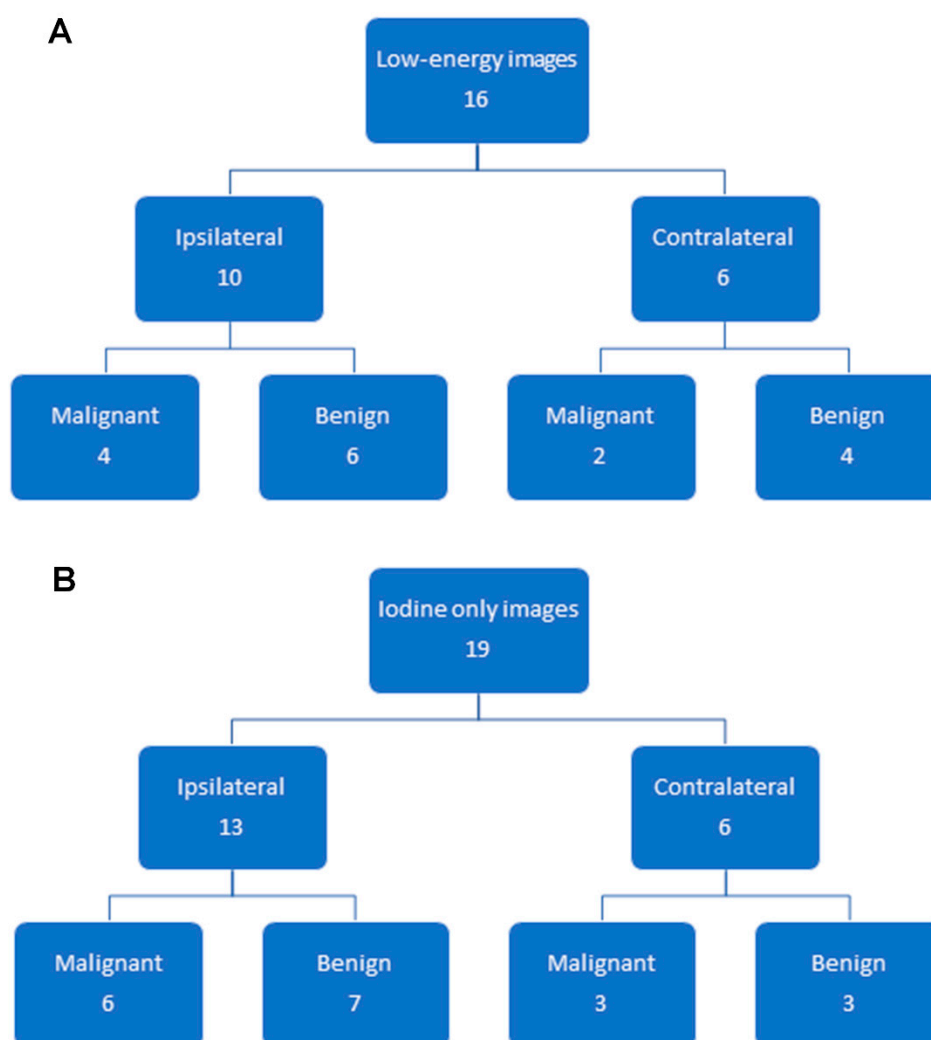 A
Low-energy images
16
Ipsilateral
10
Contralateral
6
Malignant
4
Benign
6
Malignant
2
Benign
4
B
Iodine only images
19
Ipsilateral
13
Contralateral
6
Malignant
6
Benign
7
Malignant
3
Benign
3